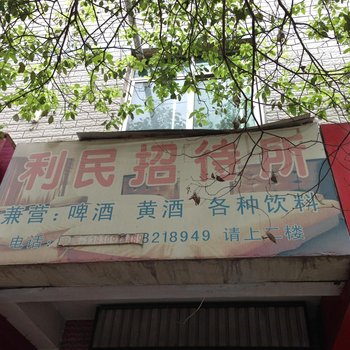 利民招待所
兼营：啤酒 黄酒 各种饮料
电话： 8218949 请上二楼